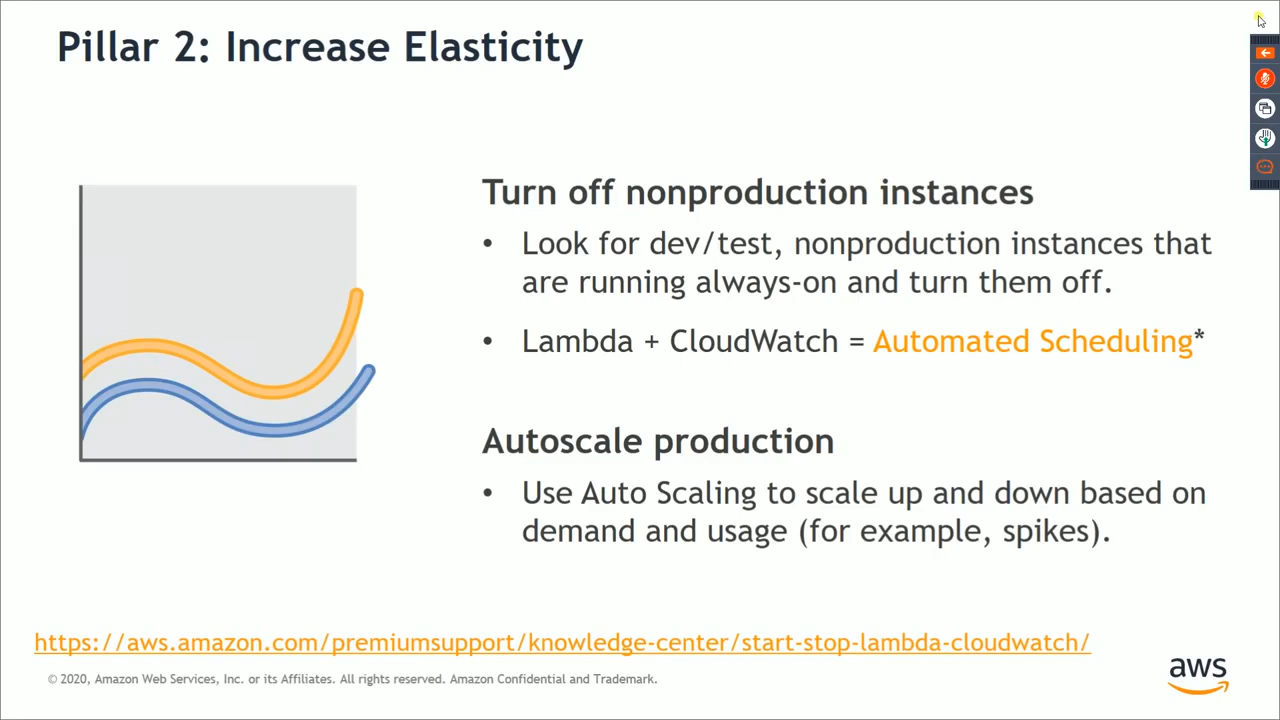 Pillar 2: Increase Elasticity
Turn off nonproduction instances
• Look for dev/test, nonproduction instances that
are running always-on and turn them off.
• Lambda + CloudWatch = Automated Scheduling*
Autoscale production
• Use Auto Scaling to scale up and down based on
demand and usage (for example, spikes).
https://aws.amazon.com/premiumsupport/knowledge-center/start-stop-lambda-cloudwatch/
© 2020, Amazon Web Services, Inc. or its Affiliates. All rights reserved. Amazon Confidential and Trademark.
aws